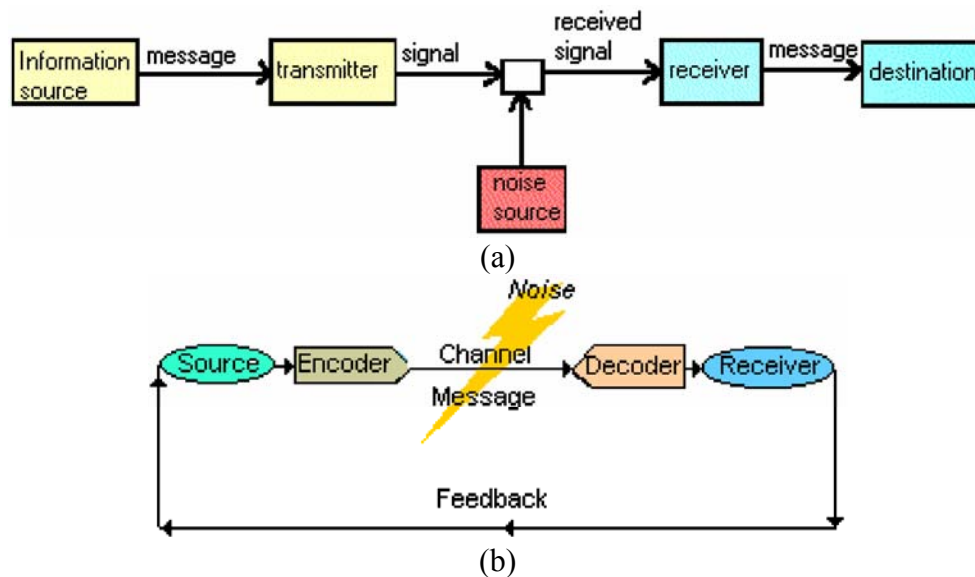 Information
source
message
transmitter
signal
received
signal
receiver
message
destination
noise
source
(a)
Noise
Source
Encoder
Channel
Message
Decoder
Receiver
Feedback
(b)